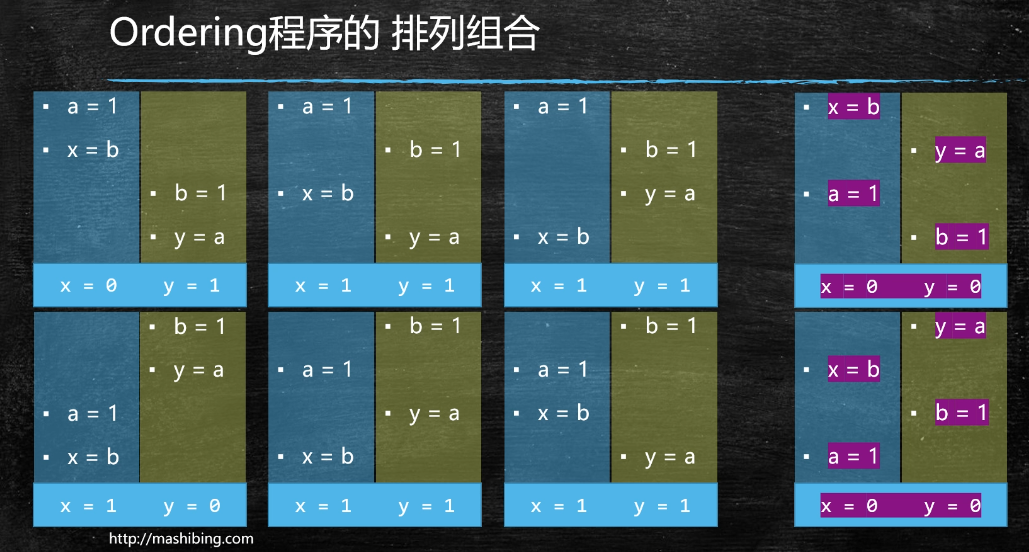 Ordering程序的 排列组合
▪ a = 1
▪ x = b
▪ b = 1
▪ y = a
x = 0 y = 1
▪ a = 1
▪ b = 1
▪ x = b
▪ y = a
x = 1 y = 1
▪ a = 1
▪ b = 1
▪ y = a
▪ x = b
x = 1 y = 1
▪ x = b
▪ y = a
▪ a = 1
▪ b = 1
x = 0 y = 0
▪ b = 1
▪ y = a
▪ a = 1
▪ x = b
x = 1 y = 0
▪ b = 1
▪ a = 1
▪ y = a
▪ x = b
x = 1 y = 1
▪ b = 1
▪ a = 1
▪ x = b
▪ y = a
x = 1 y = 1
▪ y = a
▪ x = b
▪ b = 1
▪ a = 1
x = 0 y = 0
http://mashibing.com